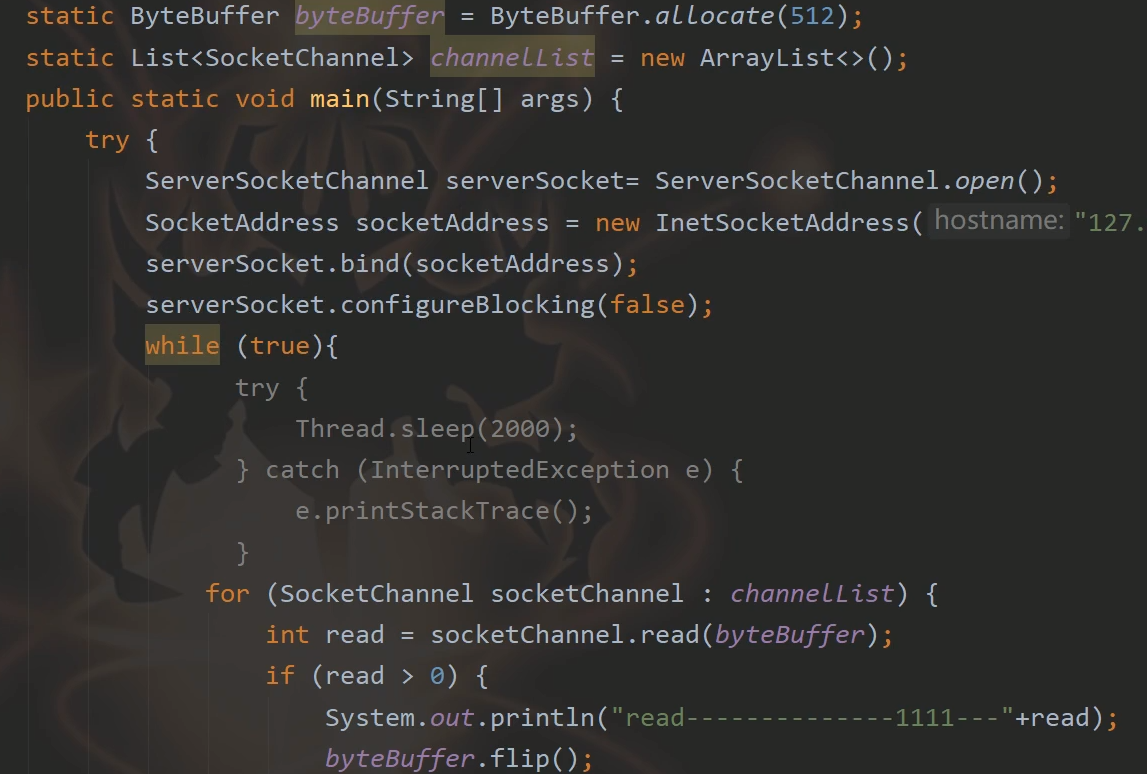 static ByteBuffer byteBuffer = ByteBuffer.allocate(512);
static List<SocketChannel> channelList = new ArrayList<>();
public static void main(String[] args) {
try {
ServerSocketChannel serverSocket= ServerSocketChannel.open();
SocketAddress socketAddress = new InetSocketAddress( hostname: "127.
serverSocket.bind(socketAddress);
serverSocket.configureBlocking(false);
while (true){
try {
Thread.sleep(2000);
} catch (InterruptedException e) {
e.printStackTrace();
}
for (SocketChannel socketChannel : channelList) {
int read = socketChannel.read(byteBuffer);
if (read > 0) {
System.out.println("read--------------1111---"+read);
byteBuffer.flip();